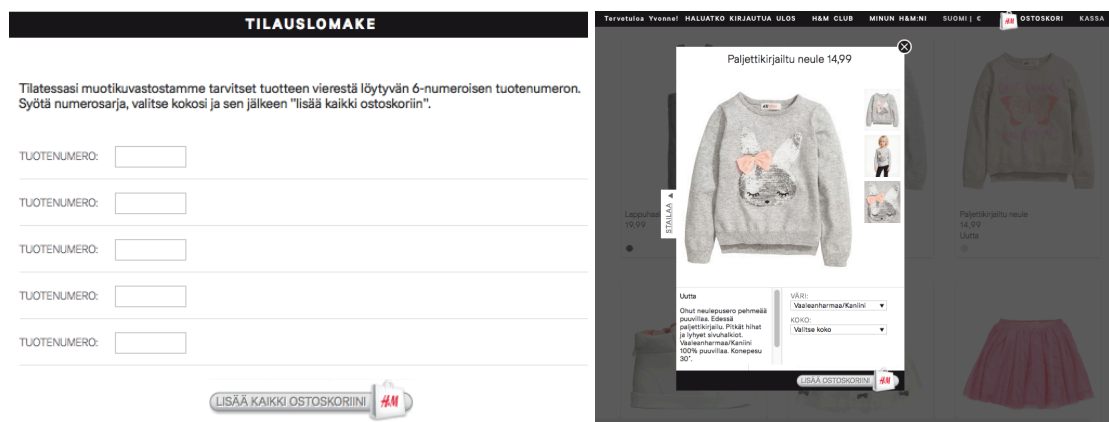 TILAUSLOMAKE
Tilatessasi muotikuvastostamme tarvitset tuotteen vierestä löytyvän 6-numeroisen tuotenumeron.
Syötä numerosarja, valitse kokosi ja sen jälkeen "lisää kaikki ostoskoriin".
TUOTENUMERO:
TUOTENUMERO:
TUOTENUMERO:
TUOTENUMERO:
TUOTENUMERO:
LISÄÄ KAIKKI OSTOSKORIINI H&M
Tervetuloa Yvonne! HALUATKO KIRJAUTUA ULOS H&M CLUB MINUN H&M:NI SUOMI | € H&M OSTOSKORI KASSA
Paljettikirjailtu neule 14,99
STAILAA
Lappuhaa
19,99
Paljettikirjailtu neule
14,99
Uutta
Uutta
Ohut neulepusero pehmeää
puuvillaa. Edessä
paljettikirjailu. Pitkät hihat
ja lyhyet sivuhalkiot.
Vaaleanharmaa/Kaniini
100% puuvillaa. Konepesu
30°.
VÄRI:
Vaaleanharmaa/Kaniini
KOKO:
Valitse koko
LISÄÄ OSTOSKORIINI H&M